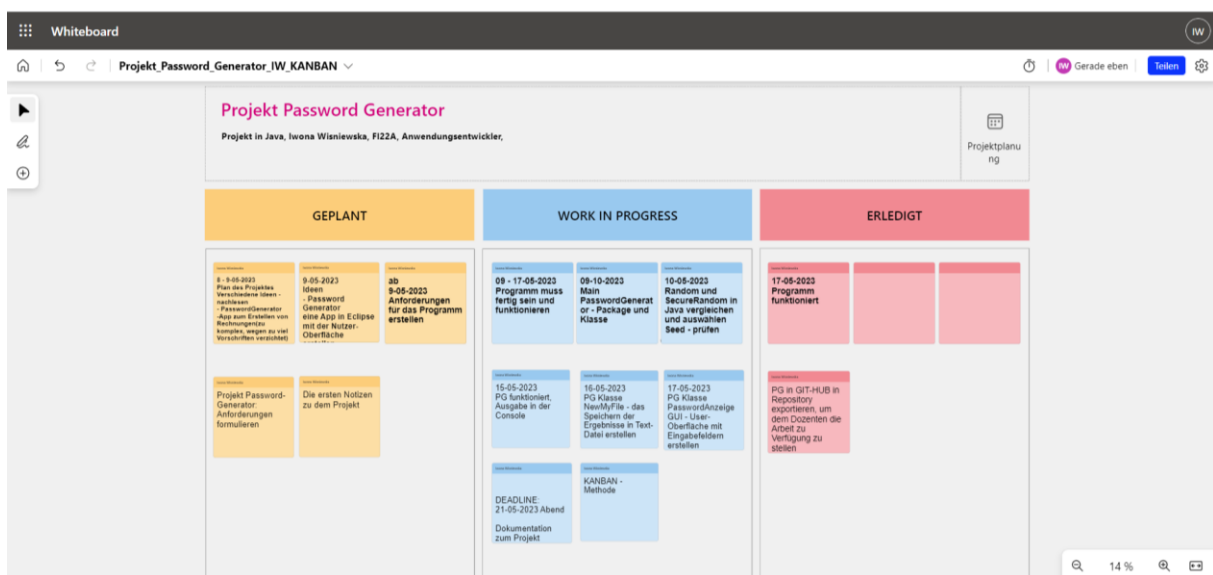 Whiteboard
IW
Projekt_Password_Generator_IW_KANBAN
IW Gerade eben
Teilen
Projekt Password Generator
Projekt in Java, Iwona Wisniewska, FI22A, Anwendungsentwickler,
Projektplanu
ng
GEPLANT
WORK IN PROGRESS
ERLEDIGT
8 - 9-05-2023
Plan des Projektes
Verschiedene Ideen -
nachlesen
- PasswordGenerator
-App zum Erstellen von
Rechnungen(zu
komplex, wegen zu viel
Vorschriften verzichtet)
9-05-2023
Ideen
- Password
Generator
eine App in Eclipse
mit der Nutzer-
Oberfläche
ab
9-05-2023
Anforderungen
für das Programm
erstellen
09 - 17-05-2023
Programm muss
fertig sein und
funktionieren
09-10-2023
Main
PasswordGenerat
or - Package und
Klasse
10-05-2023
Random und
SecureRandom in
Java vergleichen
und auswählen
Seed - prüfen
17-05-2023
Programm
funktioniert
Projekt Password-
Generator:
Anforderungen
formulieren
Die ersten Notizen
zu dem Projekt
15-05-2023
PG funktioniert,
Ausgabe in der
Console
16-05-2023
PG Klasse
NewMyFile - das
Speichern der
Ergebnisse in Text-
Datei erstellen
17-05-2023
PG Klasse
PasswordAnzeige
GUI - User-
Oberfläche mit
Eingabefeldern
erstellen
PG in GIT-HUB in
Repository
exportieren, um
dem Dozenten die
Arbeit zu
Verfügung zu
stellen
DEADLINE:
21-05-2023 Abend
Dokumentation
zum Projekt
KANBAN -
Methode
14 %